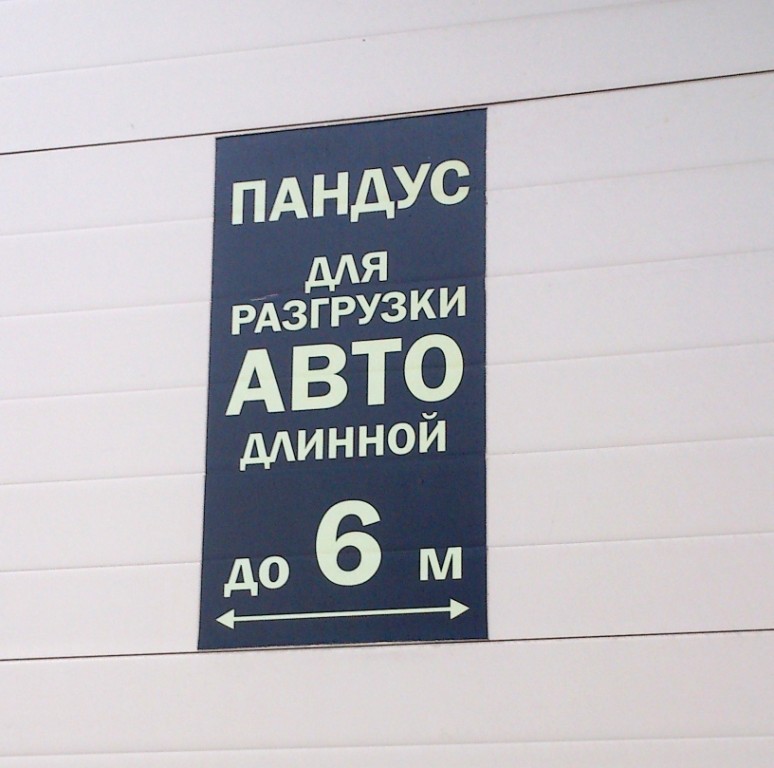 ПАНДУС
ДЛЯ
РАЗГРУЗКИ
АВТО
ДЛИННОЙ
ДО 6 М